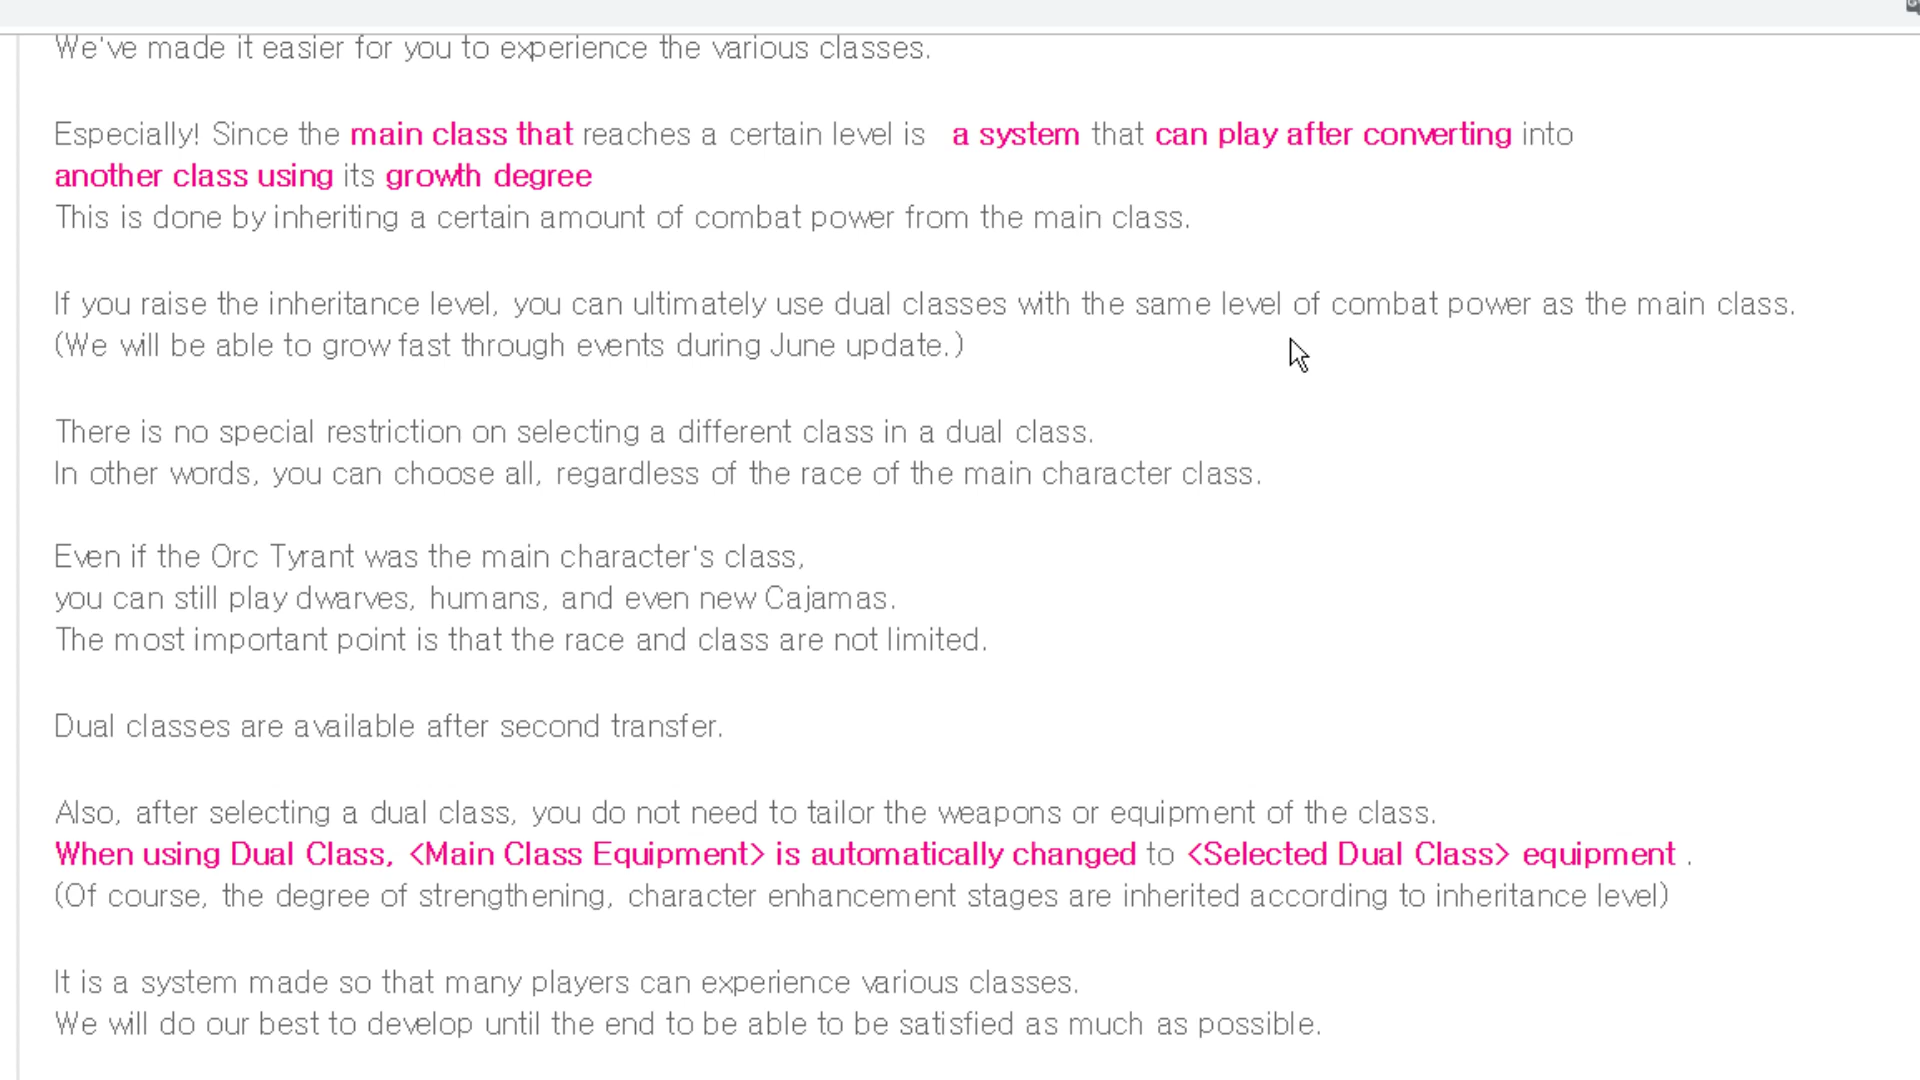 We've made it easier for you to experience the various classes.
Especially! Since the main class that reaches a certain level is a system that can play after converting into
another class using its growth degree
This is done by inheriting a certain amount of combat power from the main class.
If you raise the inheritance level, you can ultimately use dual classes with the same level of combat power as the main class.
(We will be able to grow fast through events during June update.)
There is no special restriction on selecting a different class in a dual class.
In other words, you can choose all, regardless of the race of the main character class.
Even if the Orc Tyrant was the main character's class,
you can still play dwarves, humans, and even new Cajamas.
The most important point is that the race and class are not limited.
Dual classes are available after second transfer.
Also, after selecting a dual class, you do not need to tailor the weapons or equipment of the class.
When using Dual Class, <Main Class Equipment> is automatically changed to <Selected Dual Class> equipment .
(Of course, the degree of strengthening, character enhancement stages are inherited according to inheritance level)
It is a system made so that many players can experience various classes.
We will do our best to develop until the end to be able to be satisfied as much as possible.